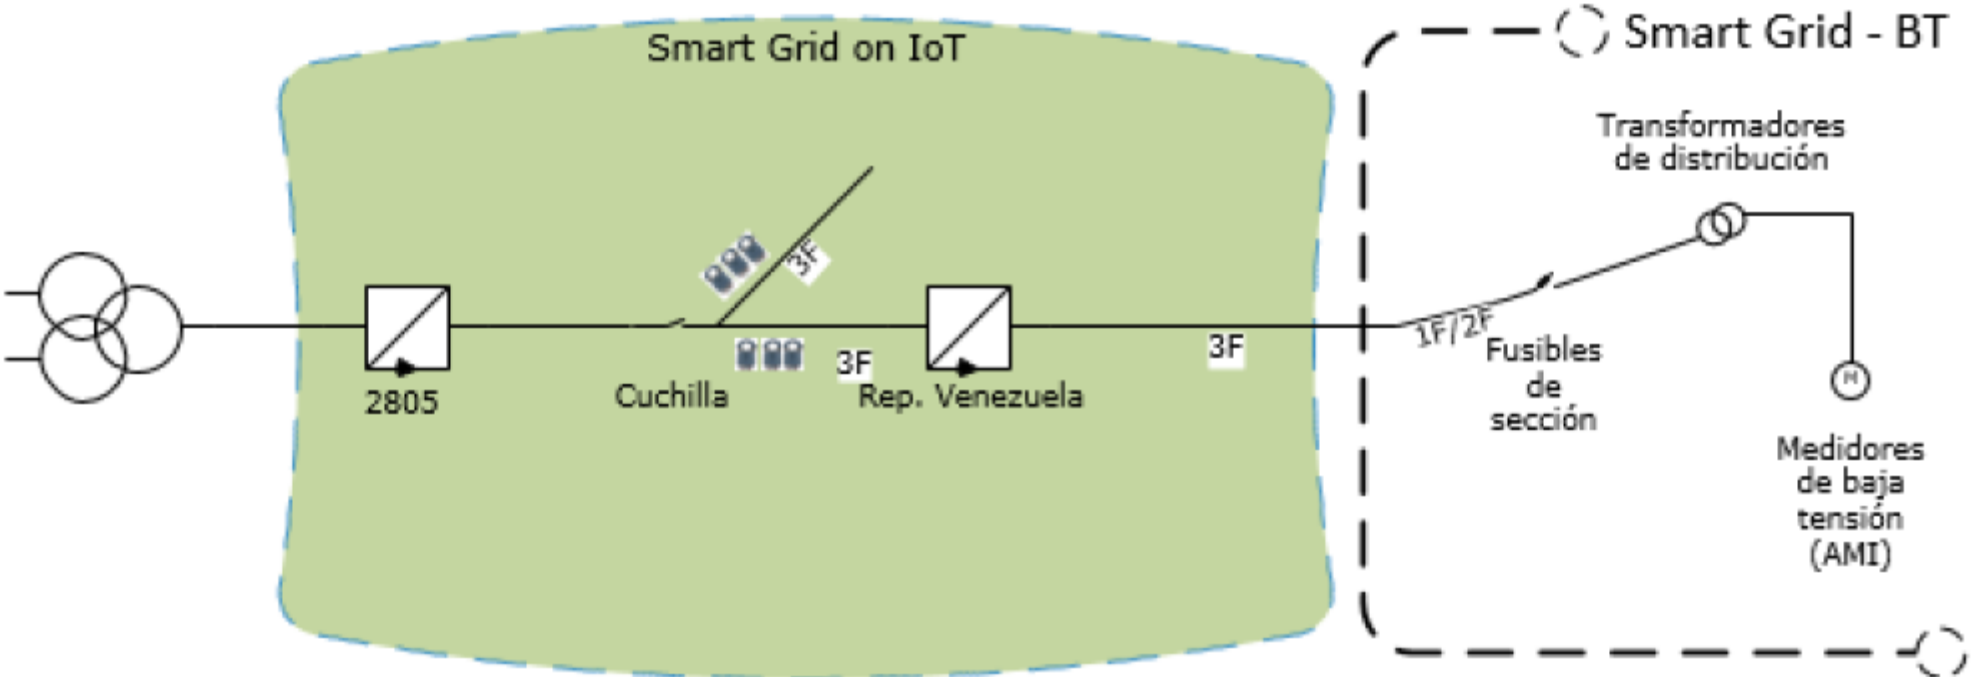 Smart Grid on IoT
Smart Grid - BT
Transformadores
de distribución
3F
3F
3F
1F/2F
2805
Cuchilla
Rep. Venezuela
Fusibles
de
sección
M
Medidores
de baja
tensión
(AMI)